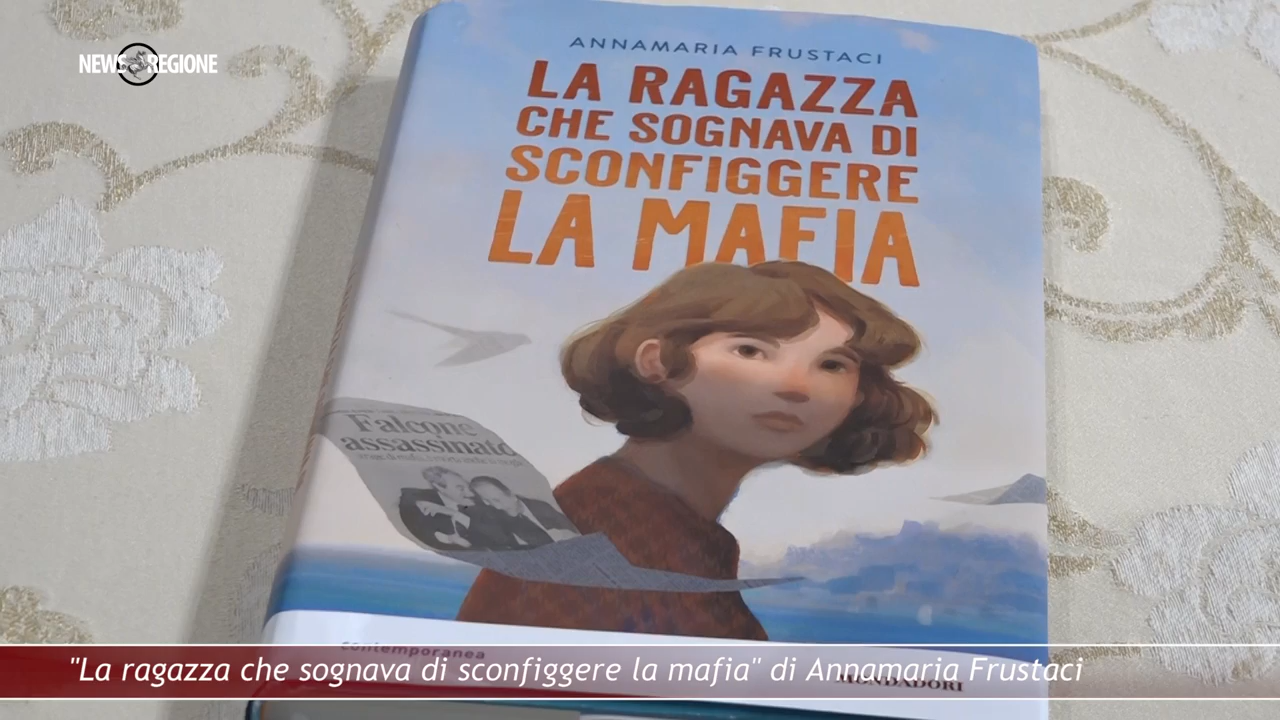 NEWS REGIONE
ANNAMARIA FRUSTACI
LA RAGAZZA
CHE SOGNAVA DI
SCONFIGGERE
LA MAFIA
Falcone
assassinato
contemporanea
MONDADORI
"La ragazza che sognava di sconfiggere la mafia" di Annamaria Frustaci